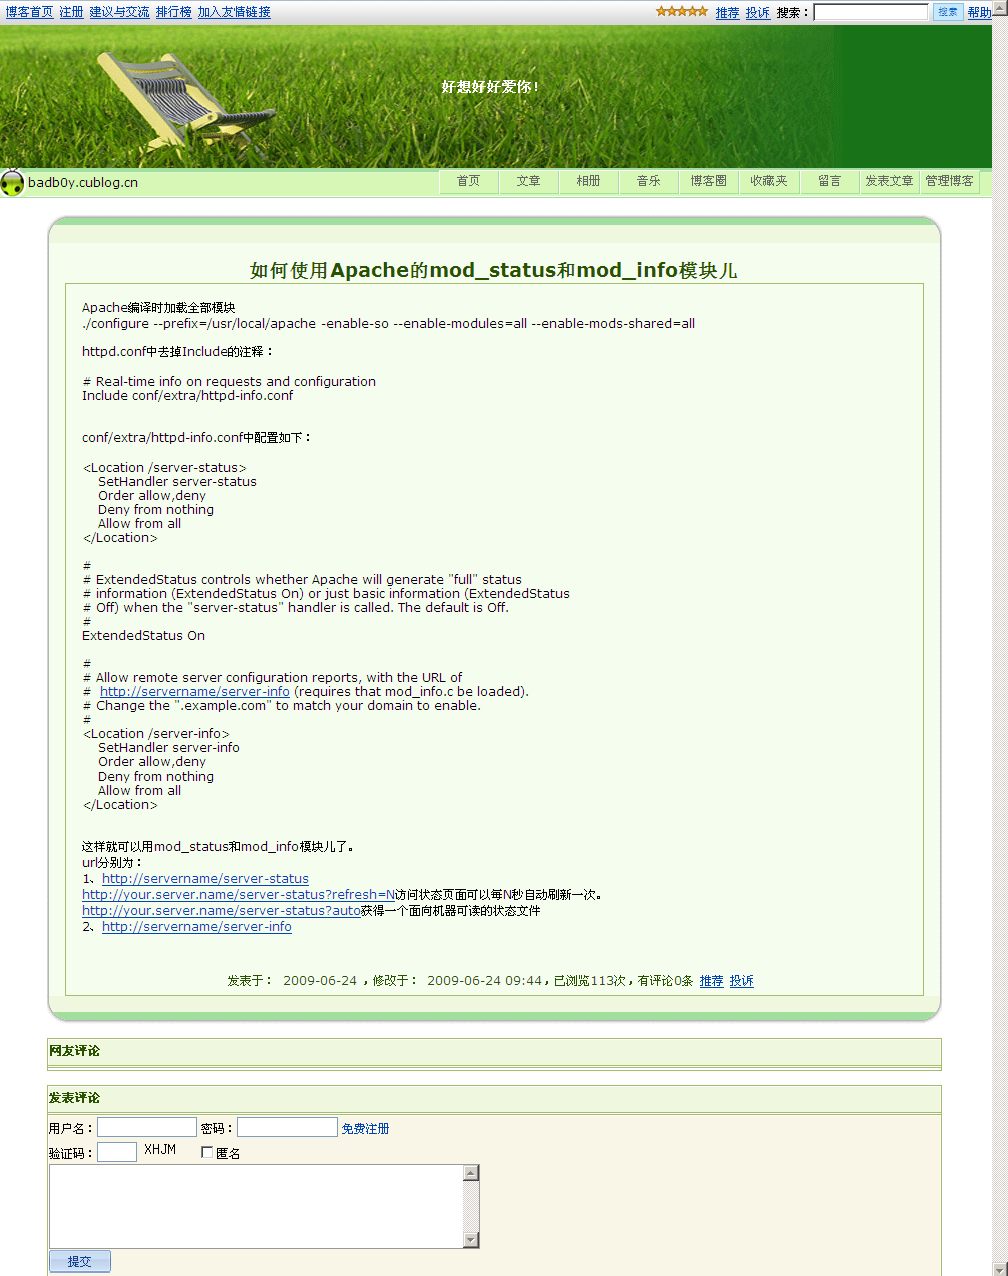 博客首页 注册 建议与交流 排行榜 加入友情链接 推荐 投诉 搜索： 搜索 帮助
好想好好爱你！
badb0y.cublog.cn 首页 文章 相册 音乐 博客圈 收藏夹 留言 发表文章 管理博客
如何使用Apache的mod_status和mod_info模块儿
Apache编译时加载全部模块
./configure --prefix=/usr/local/apache -enable-so --enable-modules=all --enable-mods-shared=all
httpd.conf中去掉Include的注释：
# Real-time info on requests and configuration
Include conf/extra/httpd-info.conf
conf/extra/httpd-info.conf中配置如下：
<Location /server-status>
SetHandler server-status
Order allow,deny
Deny from nothing
Allow from all
</Location>
#
# ExtendedStatus controls whether Apache will generate "full" status
# information (ExtendedStatus On) or just basic information (ExtendedStatus
# Off) when the "server-status" handler is called. The default is Off.
#
ExtendedStatus On
#
# Allow remote server configuration reports, with the URL of
# http://servername/server-info (requires that mod_info.c be loaded).
# Change the ".example.com" to match your domain to enable.
#
<Location /server-info>
SetHandler server-info
Order allow,deny
Deny from nothing
Allow from all
</Location>
这样就可以用mod_status和mod_info模块儿了。
url分别为：
1、http://servername/server-status
http://your.server.name/server-status?refresh=N访问状态页面可以每N秒自动刷新一次。
http://your.server.name/server-status?auto获得一个面向机器可读的状态文件
2、http://servername/server-info
发表于： 2009-06-24 ，修改于： 2009-06-24 09:44，已浏览113次，有评论0条 推荐 投诉
网友评论
发表评论
用户名： 密码： 免费注册
验证码： XHJM 匿名
提交